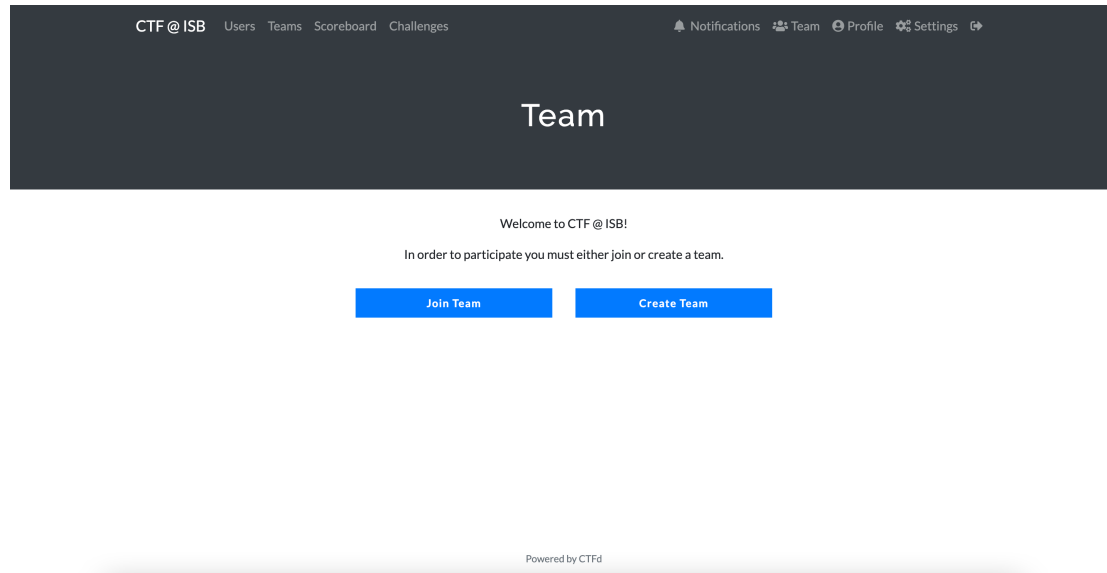 CTF @ ISB Users Teams Scoreboard Challenges Notifications Team Profile Settings
Team
Welcome to CTF @ ISB!
In order to participate you must either join or create a team.
Join Team Create Team
Powered by CTFd